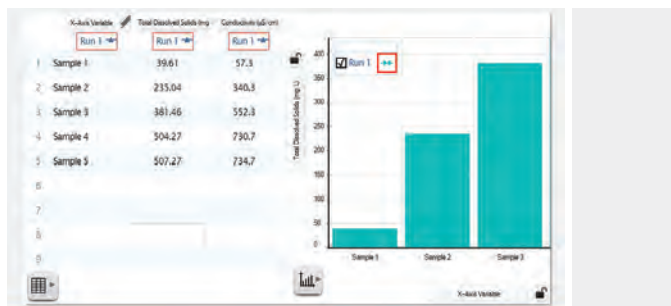 X-Axis Variable Total Dissolved Solids (mg Conductivity (µS/cm)
Run 1 Run 1 Run 1
1 Sample 1 39.61 57.3
2 Sample 2 235.04 340.3
3 Sample 3 381.46 552.3
4 Sample 4 504.27 730.7
5 Sample 5 507.27 734.7
6
7
8
9
Run 1
Total Dissolved Solids (mg/L)
400
300
200
100
50
0
Sample 1 Sample 2 Sample 3
X-Axis Variable